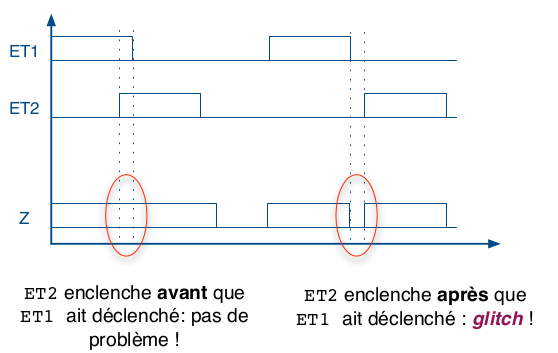 ET1
ET2
Z
ET2 enclenche avant que
ET1 ait déclenché: pas de
problème !
ET2 enclenche après que
ET1 ait déclenché : glitch !